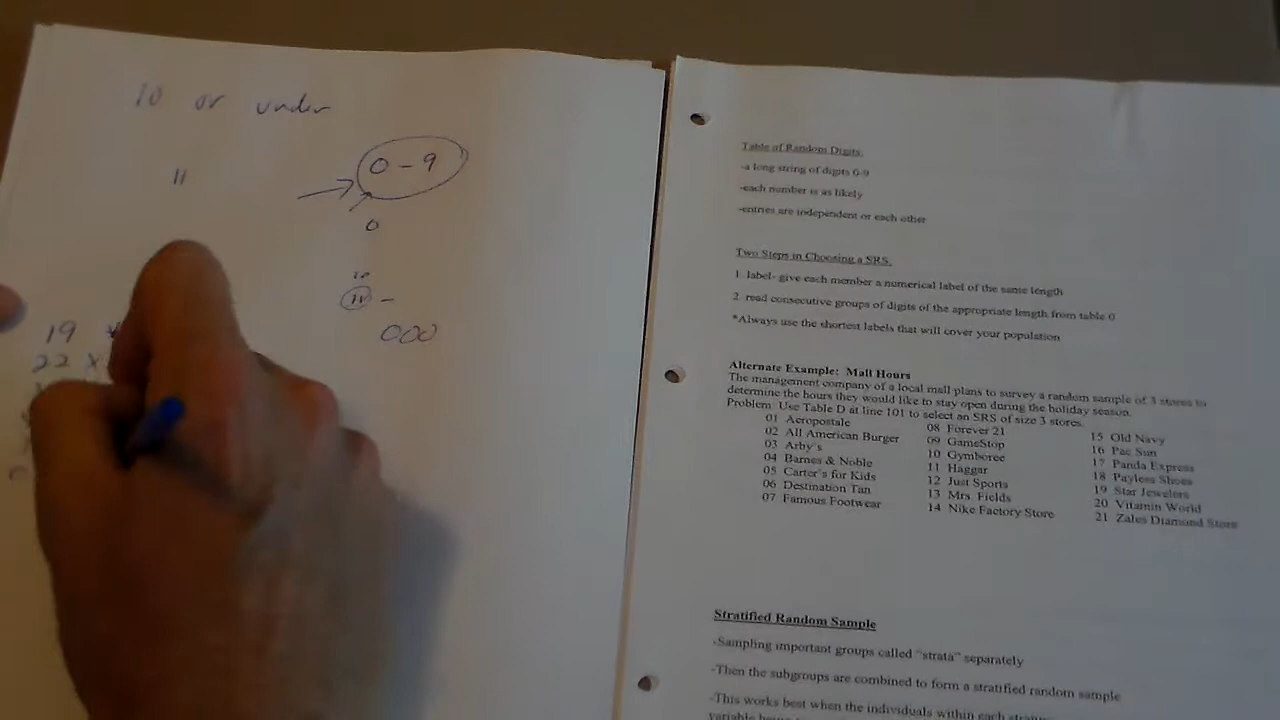 10 or under
11
0-9
0
10
11 -
000
19
22 X
Table of Random Digits
-a long string of digits 0-9
-each number is as likely
-entries are independent or each other
Two Steps in Choosing a SRS
1. label- give each member a numerical label of the same length
2. read consecutive groups of digits of the appropriate length from table 0
*Always use the shortest labels that will cover your population
Alternate Example: Mall Hours
The management company of a local mall plans to survey a random sample of 3 stores to
determine the hours they would like to stay open during the holiday season.
Problem: Use Table D at line 101 to select an SRS of size 3 stores.
01 Aeropostale
02 All American Burger
03 Arby's
04 Barnes & Noble
05 Carter's for Kids
06 Destination Tan
07 Famous Footwear
08 Forever 21
09 GameStop
10 Gymboree
11 Haggar
12 Just Sports
13 Mrs. Fields
14 Nike Factory Store
15 Old Navy
16 Pac Sun
17 Panda Express
18 Payless Shoes
19 Star Jewelers
20 Vitamin World
21 Zales Diamond Store
Stratified Random Sample
-Sampling important groups called "strata" separately
-Then the subgroups are combined to form a stratified random sample
-This works best when the individuals within each
variable